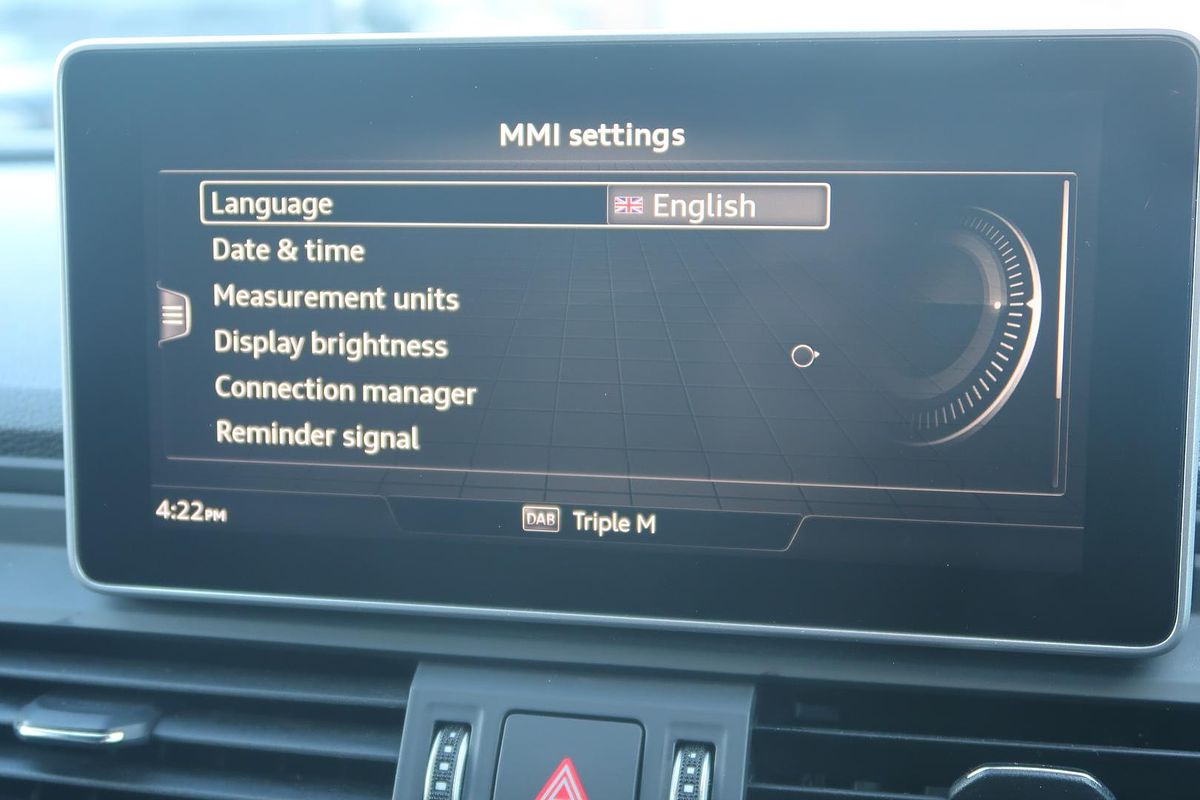 MMI settings
Language English
Date & time
Measurement units
Display brightness
Connection manager
Reminder signal
4:22PM DAB Triple M